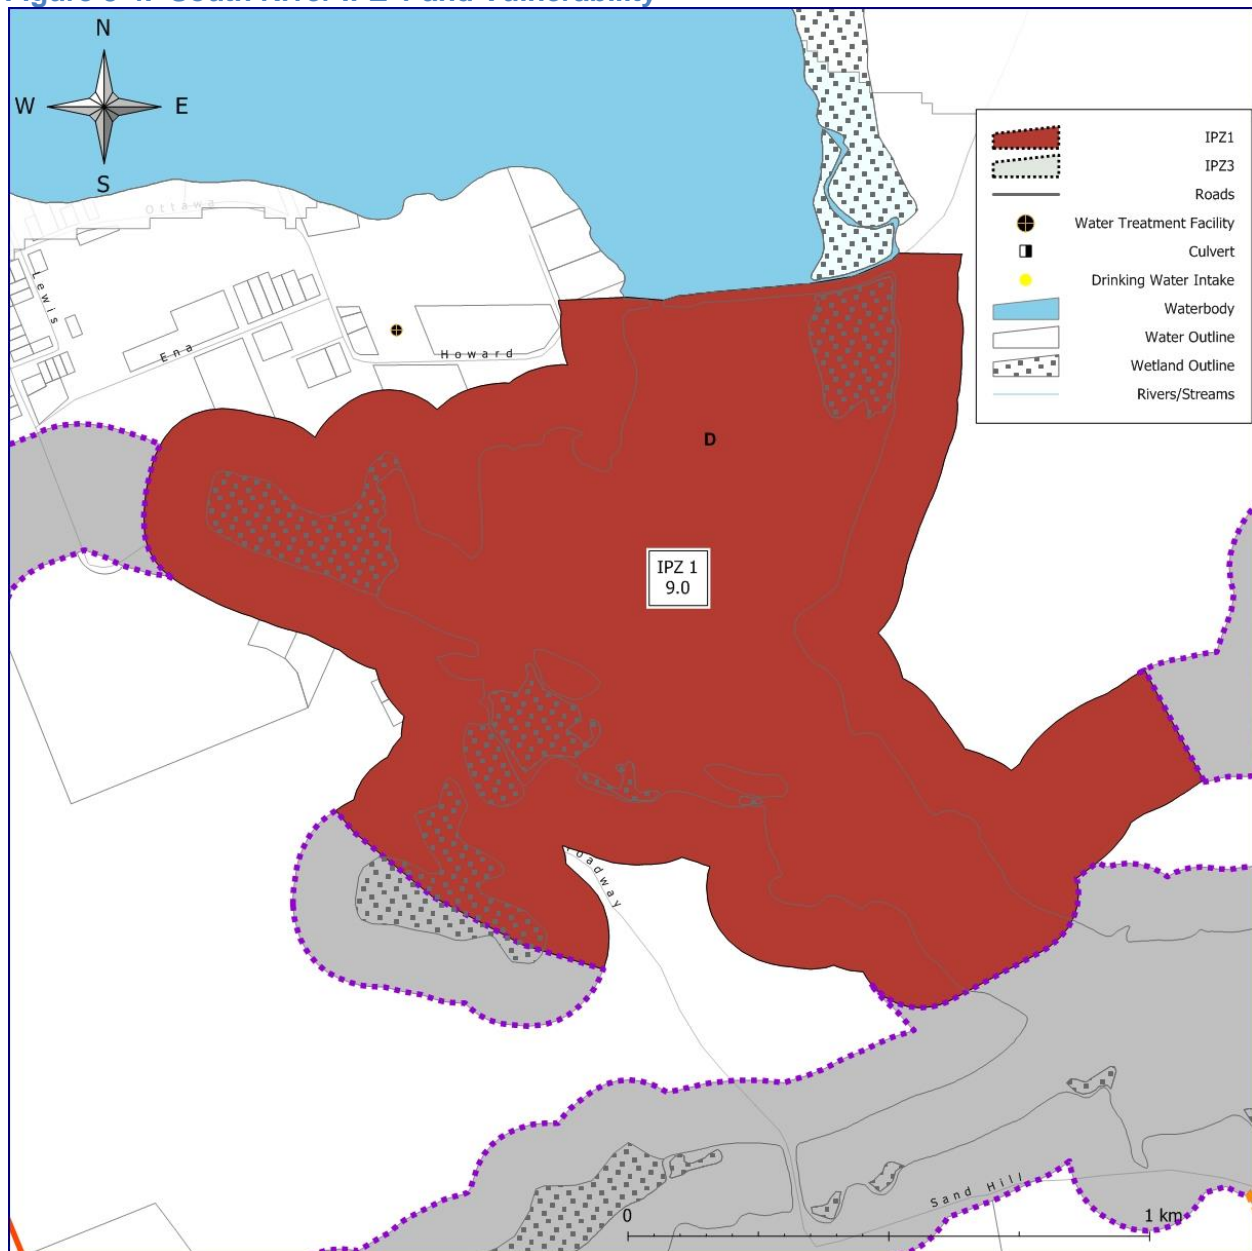 N
W E
S
IPZ1
IPZ3
Roads
Water Treatment Facility
Culvert
Drinking Water Intake
Waterbody
Water Outline
Wetland Outline
Rivers/Streams
Ottawa
Lewis
Ena
Howard
D
IPZ 1
9.0
oadway
Sand Hill
0 1 km